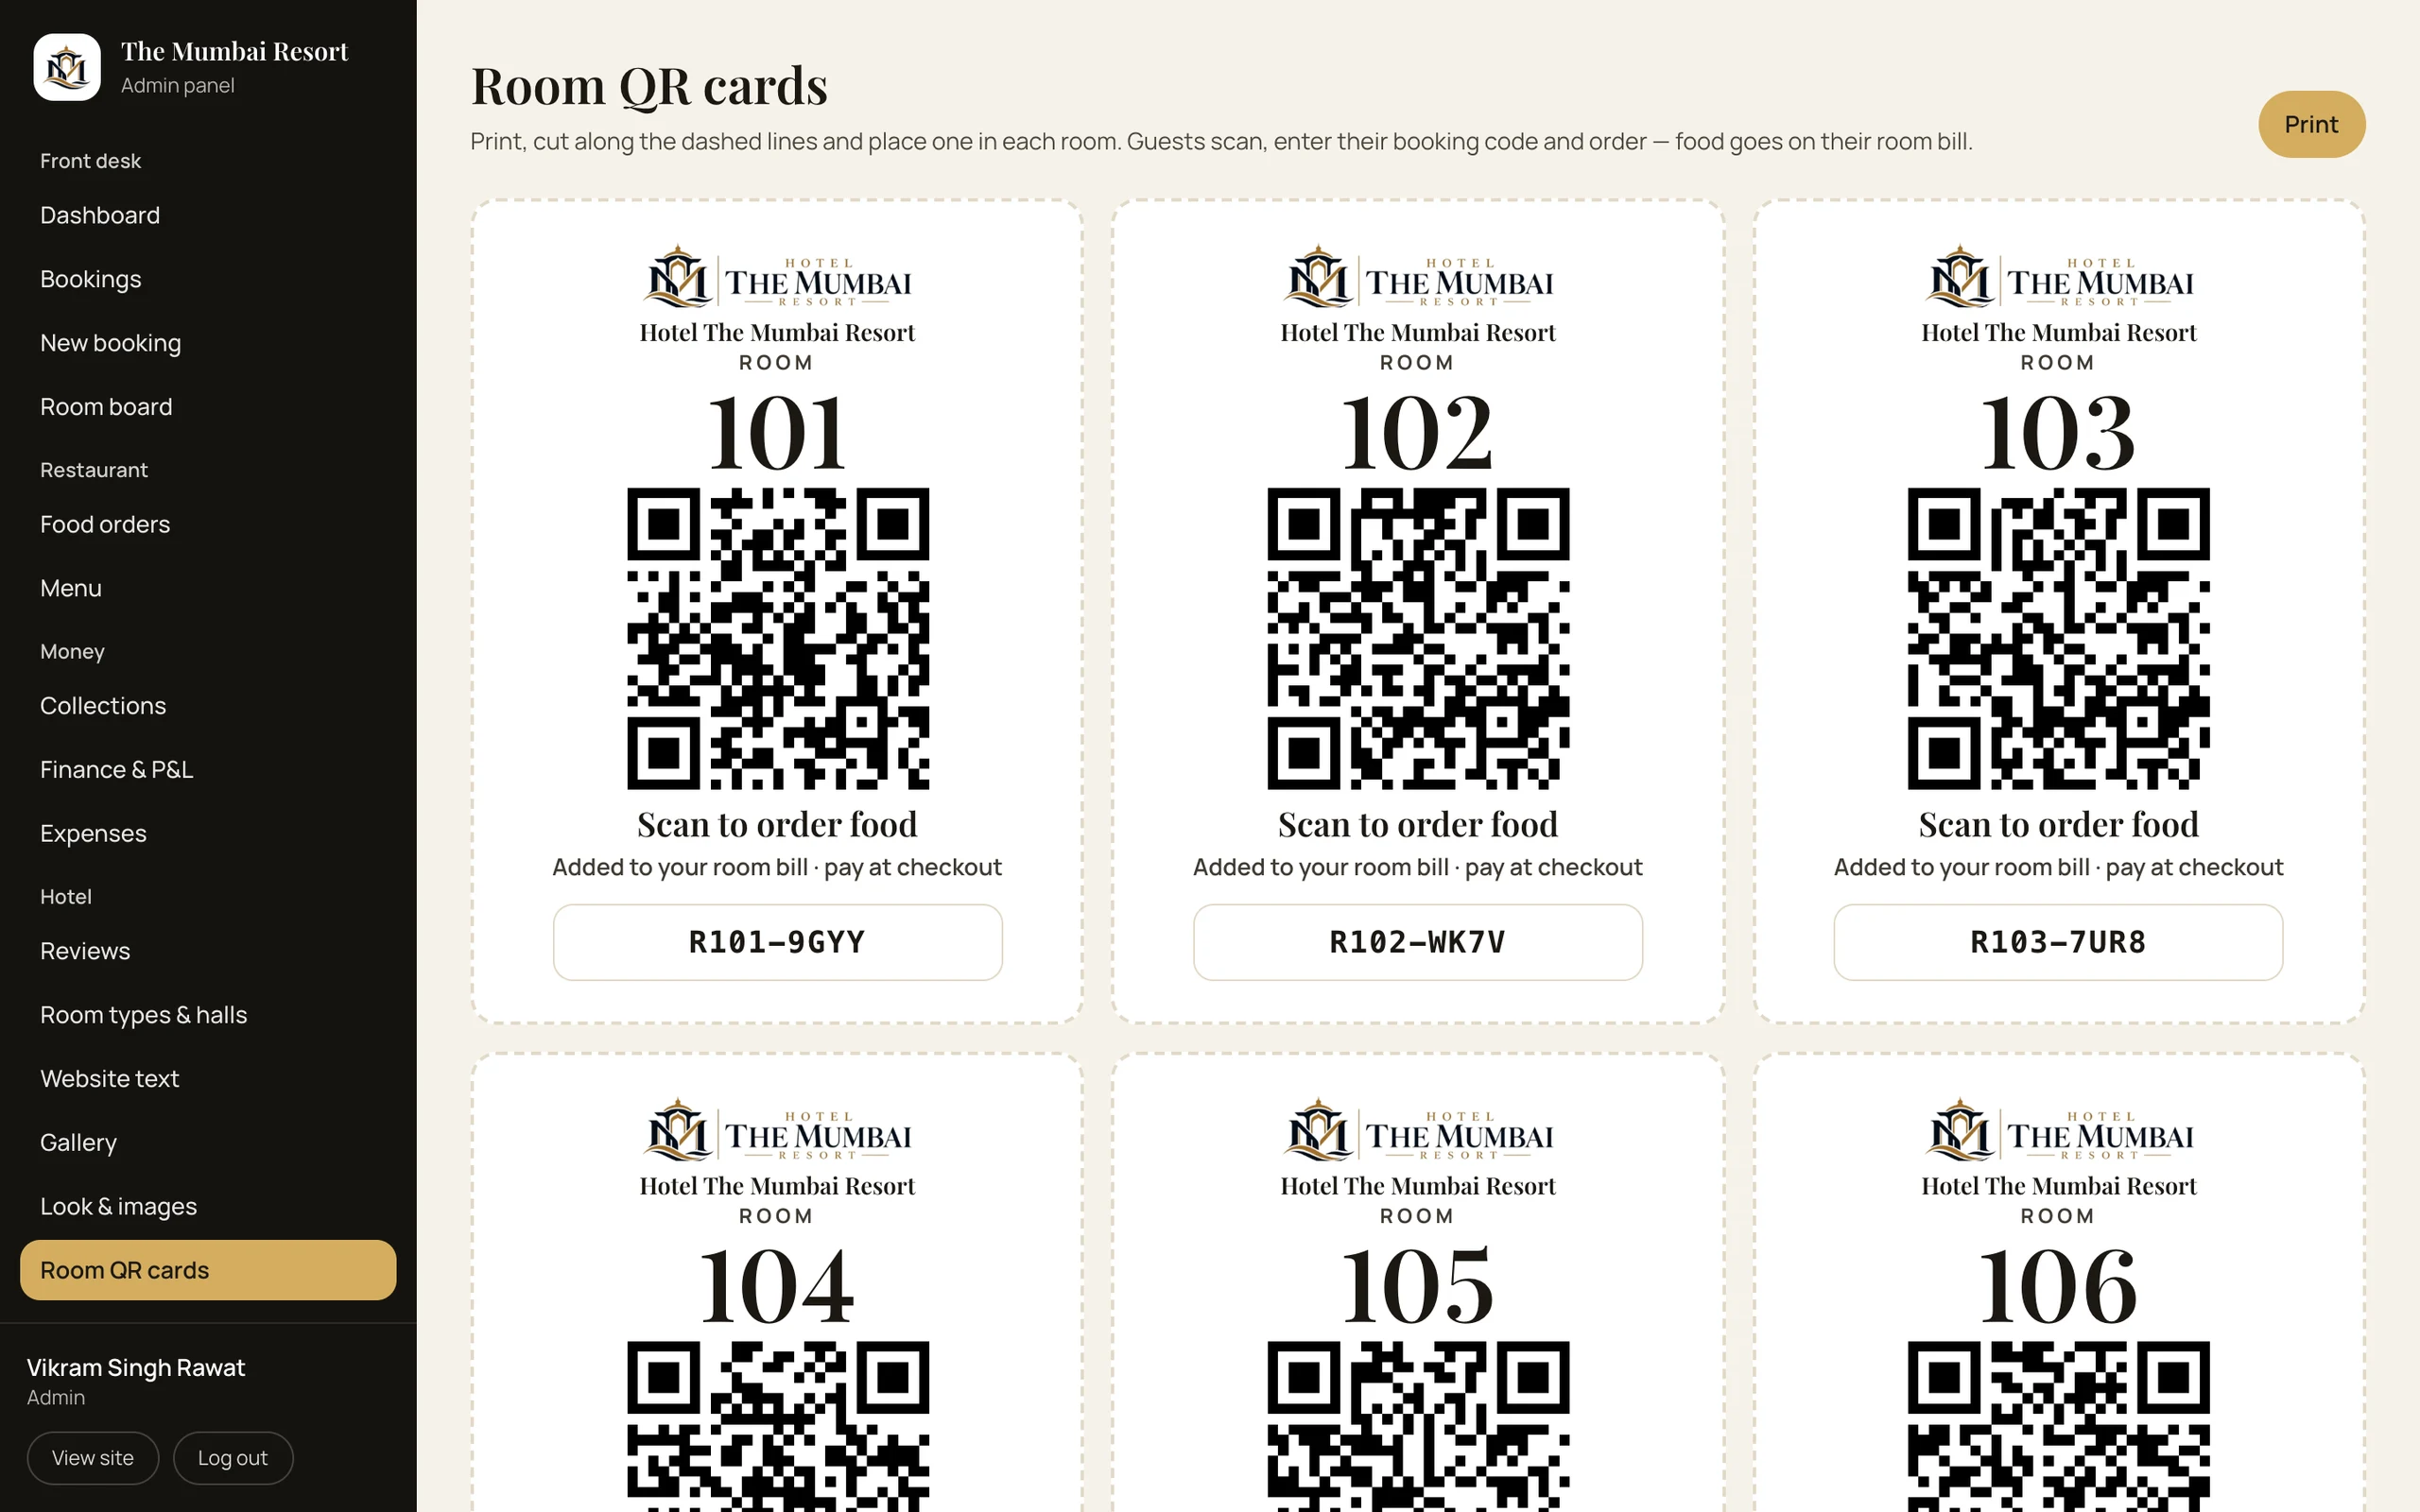 The Mumbai Resort
Admin panel
Front desk
Dashboard
Bookings
New booking
Room board
Restaurant
Food orders
Menu
Money
Collections
Finance & P&L
Expenses
Hotel
Reviews
Room types & halls
Website text
Gallery
Look & images
Room QR cards
Vikram Singh Rawat
Admin
View site
Log out
Room QR cards
Print, cut along the dashed lines and place one in each room. Guests scan, enter their booking code and order — food goes on their room bill.
Print
HOTEL
THE MUMBAI
RESORT
Hotel The Mumbai Resort
ROOM
101
Scan to order food
Added to your room bill · pay at checkout
R101–9GYY
HOTEL
THE MUMBAI
RESORT
Hotel The Mumbai Resort
ROOM
102
Scan to order food
Added to your room bill · pay at checkout
R102–WK7V
HOTEL
THE MUMBAI
RESORT
Hotel The Mumbai Resort
ROOM
103
Scan to order food
Added to your room bill · pay at checkout
R103–7UR8
HOTEL
THE MUMBAI
RESORT
Hotel The Mumbai Resort
ROOM
104
HOTEL
THE MUMBAI
RESORT
Hotel The Mumbai Resort
ROOM
105
HOTEL
THE MUMBAI
RESORT
Hotel The Mumbai Resort
ROOM
106